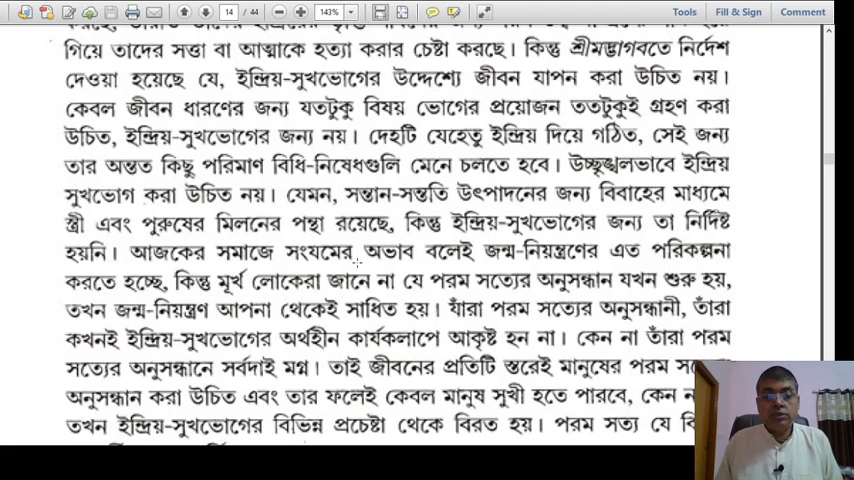 14 / 44
143%
Tools
Fill & Sign
Comment
গিয়ে তাদের সত্তা বা আত্মাকে হত্যা করার চেষ্টা করছে। কিন্তু শ্রীমদ্ভাগবতে নির্দেশ
দেওয়া হয়েছে যে, ইন্দ্রিয়-সুখভোগের উদ্দেশ্যে জীবন যাপন করা উচিত নয়।
কেবল জীবন ধারণের জন্য যতটুকু বিষয় ভোগের প্রয়োজন ততটুকুই গ্রহণ করা
উচিত, ইন্দ্রিয়-সুখভোগের জন্য নয়। দেহটি যেহেতু ইন্দ্রিয় দিয়ে গঠিত, সেই জন্য
তার অন্তত কিছু পরিমাণ বিধি-নিষেধগুলি মেনে চলতে হবে। উচ্ছৃঙ্খলভাবে ইন্দ্রিয়
সুখভোগ করা উচিত নয়। যেমন, সন্তান-সন্ততি উৎপাদনের জন্য বিবাহের মাধ্যমে
স্ত্রী এবং পুরুষের মিলনের পন্থা রয়েছে, কিন্তু ইন্দ্রিয়-সুখভোগের জন্য তা নির্দিষ্ট
হয়নি। আজকের সমাজে সংযমের অভাব বলেই জন্ম-নিয়ন্ত্রণের এত পরিকল্পনা
করতে হচ্ছে, কিন্তু মূর্খ লোকেরা জানে না যে পরম সত্যের অনুসন্ধান যখন শুরু হয়,
তখন জন্ম-নিয়ন্ত্রণ আপনা থেকেই সাধিত হয়। যাঁরা পরম সত্যের অনুসন্ধানী, তাঁরা
কখনই ইন্দ্রিয়-সুখভোগের অর্থহীন কার্যকলাপে আকৃষ্ট হন না। কেন না তাঁরা পরম
সত্যের অনুসন্ধানে সর্বদাই মগ্ন। তাই জীবনের প্রতিটি স্তরেই মানুষের পরম
অনুসন্ধান করা উচিত এবং তার ফলেই কেবল মানুষ সুখী হতে পারবে, কেন
তখন ইন্দ্রিয়-সুখভোগের বিভিন্ন প্রচেষ্টা থেকে বিরত হয়। পরম সত্য যে